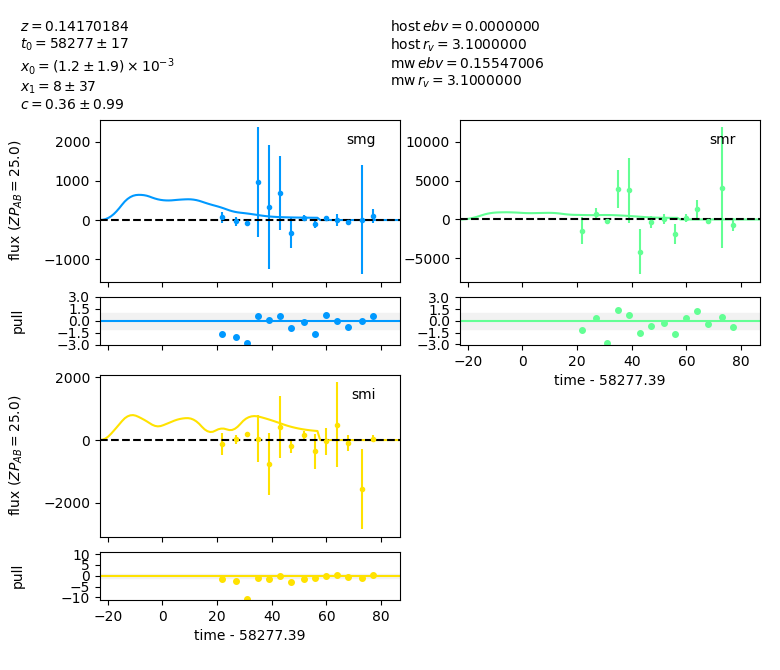 z = 0.14170184
t₀ = 58277 ± 17
x₀ = (1.2 ± 1.9) × 10⁻³
x₁ = 8 ± 37
c = 0.36 ± 0.99
host ebv = 0.0000000
host r_v = 3.1000000
mw ebv = 0.15547006
mw r_v = 3.1000000
smg
flux (ZP_AB = 25.0)
2000
1000
0
−1000
pull
3.0
1.5
0.0
−1.5
−3.0
smr
10000
5000
0
−5000
3.0
1.5
0.0
−1.5
−3.0
−20 0 20 40 60 80
time - 58277.39
smi
flux (ZP_AB = 25.0)
2000
0
−2000
pull
10
5
0
−5
−10
−20 0 20 40 60 80
time - 58277.39